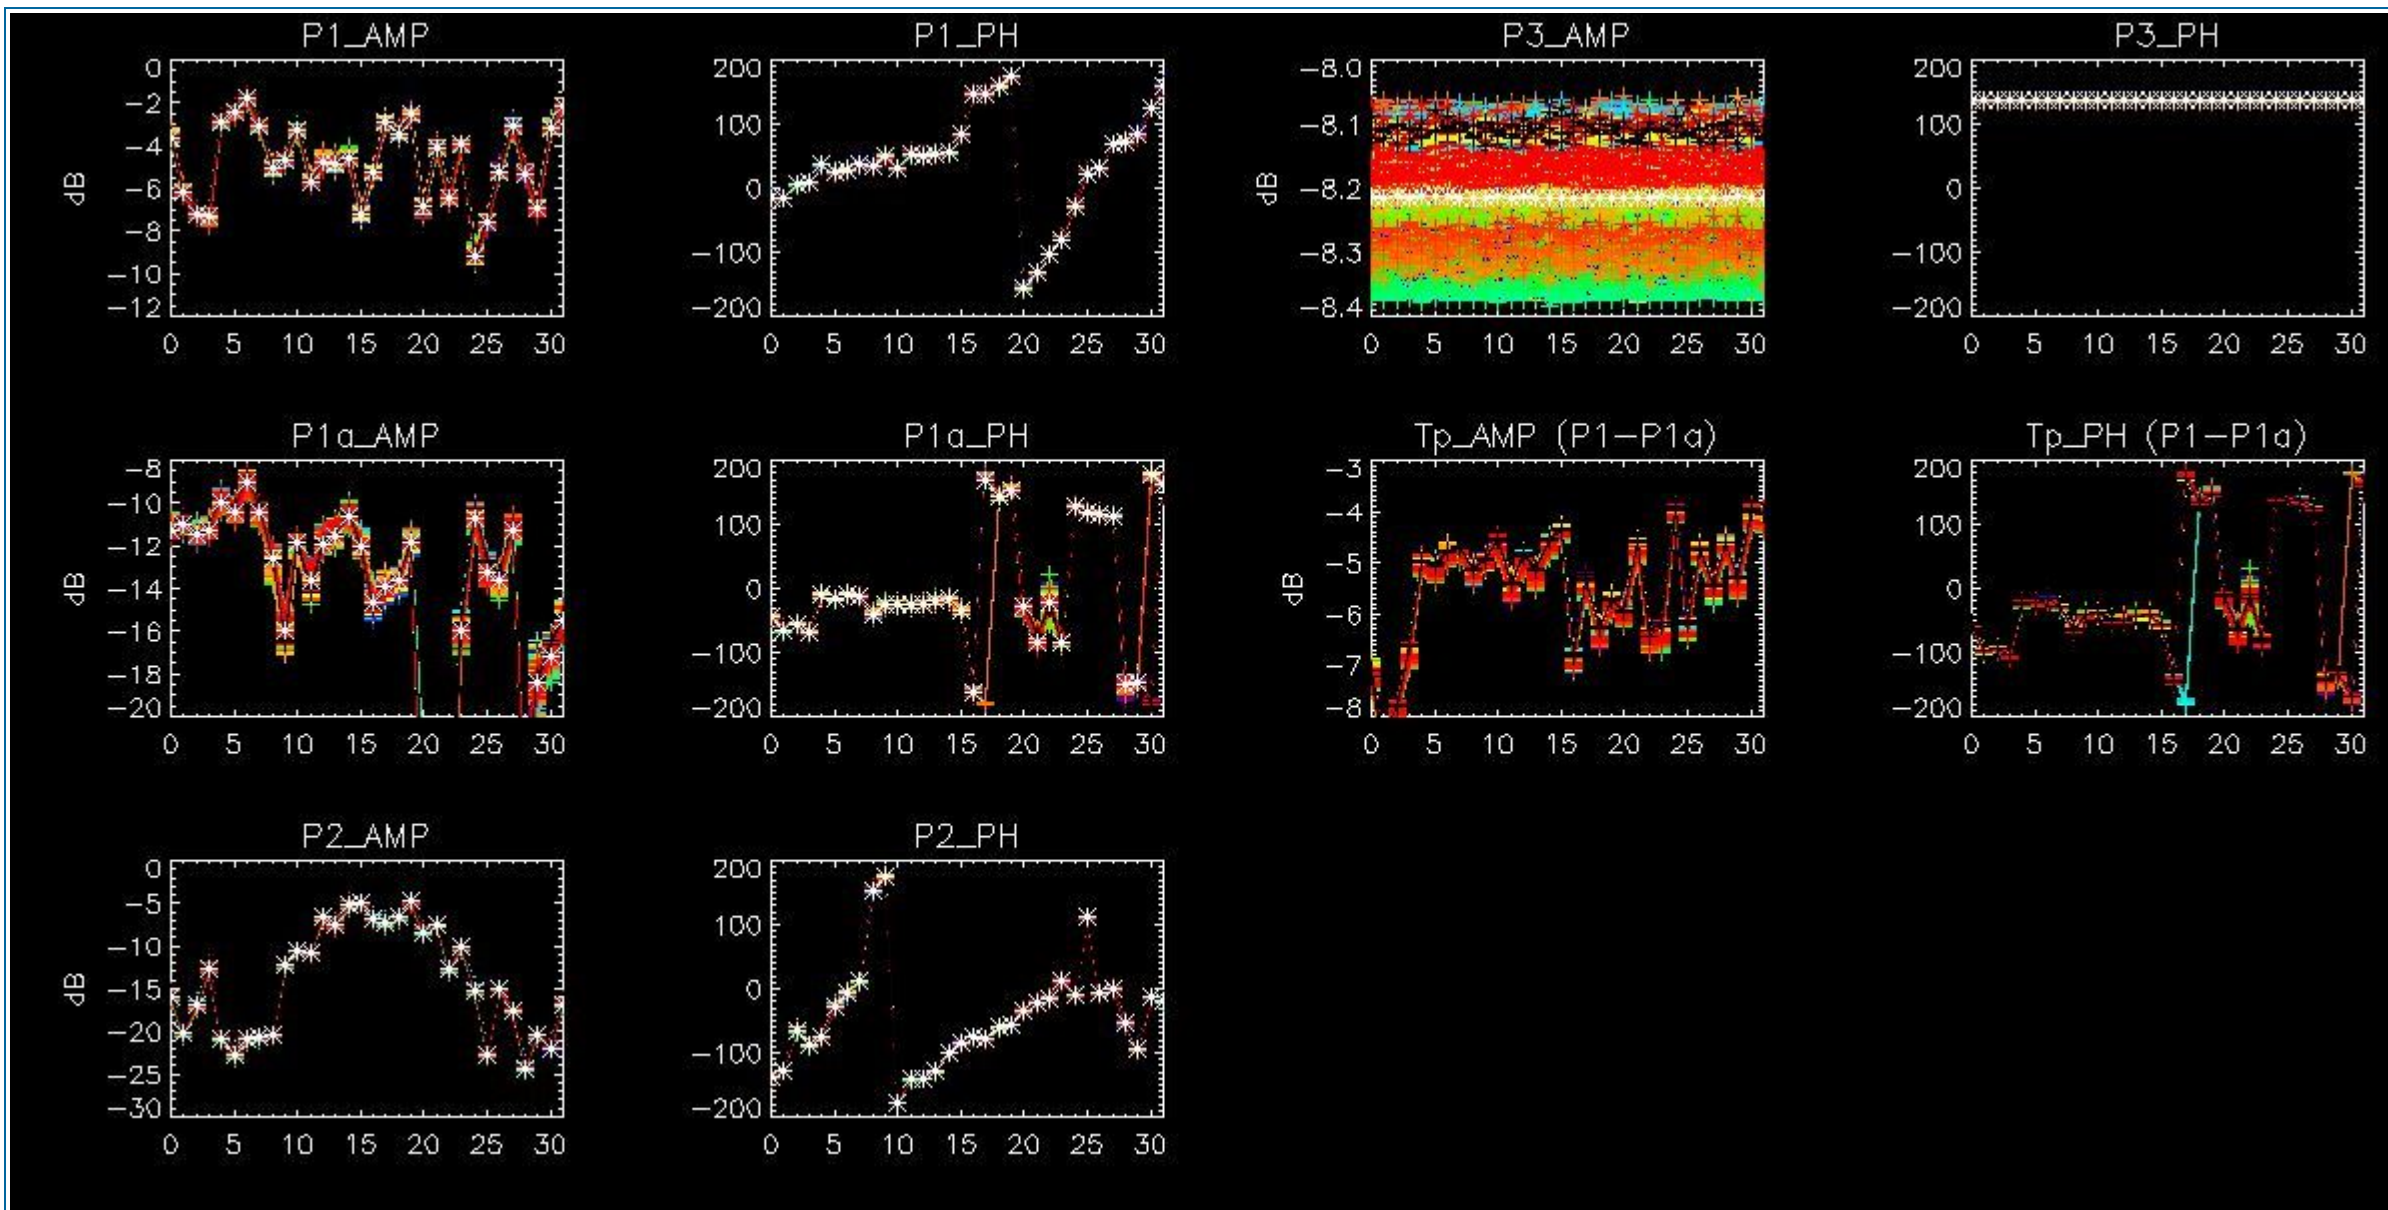 P1_AMP P1_PH P3_AMP P3_PH
0 200 -8.0 200
-2
-4 100 -8.1 100
dB -6 0 dB -8.2 0
-8
-10 -100 -8.3 -100
-12 -200 -8.4 -200
0 5 10 15 20 25 30 0 5 10 15 20 25 30 0 5 10 15 20 25 30 0 5 10 15 20 25 30
P1a_AMP P1a_PH Tp_AMP (P1-P1a) Tp_PH (P1-P1a)
-8 200 -3 200
-10 100 -4 100
-12 -5
dB -14 0 dB 0
-16 -6
-18 -100 -7 -100
-20 -200 -8 -200
0 5 10 15 20 25 30 0 5 10 15 20 25 30 0 5 10 15 20 25 30 0 5 10 15 20 25 30
P2_AMP P2_PH
0 200
-5 100
-10
dB -15 0
-20 -100
-25
-30 -200
0 5 10 15 20 25 30 0 5 10 15 20 25 30